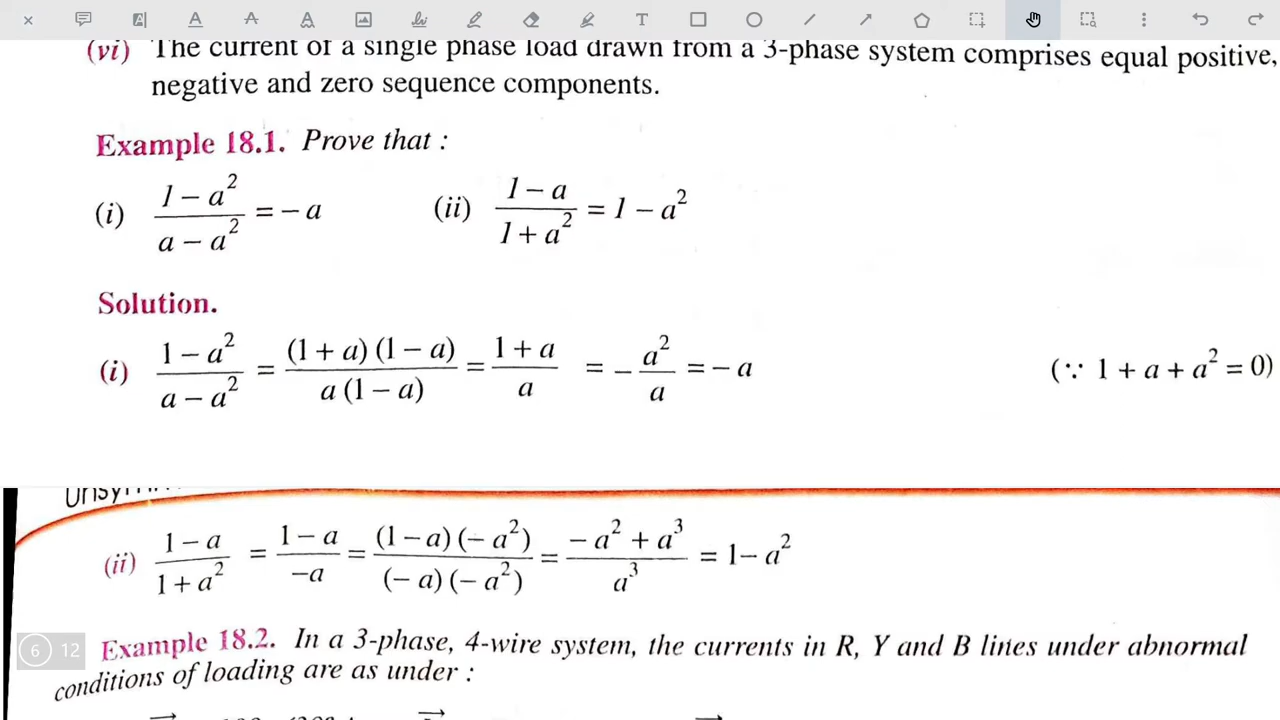 (vi) The current of a single phase load drawn from a 3-phase system comprises equal positive,
negative and zero sequence components.
Example 18.1. Prove that :
(i) (1 – a²)/(a – a²) = – a (ii) (1 – a)/(1 + a²) = 1 – a²
Solution.
(i) (1 – a²)/(a – a²) = (1 + a) (1 – a)/a (1 – a) = (1 + a)/a = – a²/a = – a (∵ 1 + a + a² = 0)
(ii) (1 – a)/(1 + a²) = (1 – a)/–a = (1 – a) (– a²)/(– a) (– a²) = (– a² + a³)/a³ = 1– a²
6 12
Example 18.2. In a 3-phase, 4-wire system, the currents in R, Y and B lines under abnormal
conditions of loading are as under :